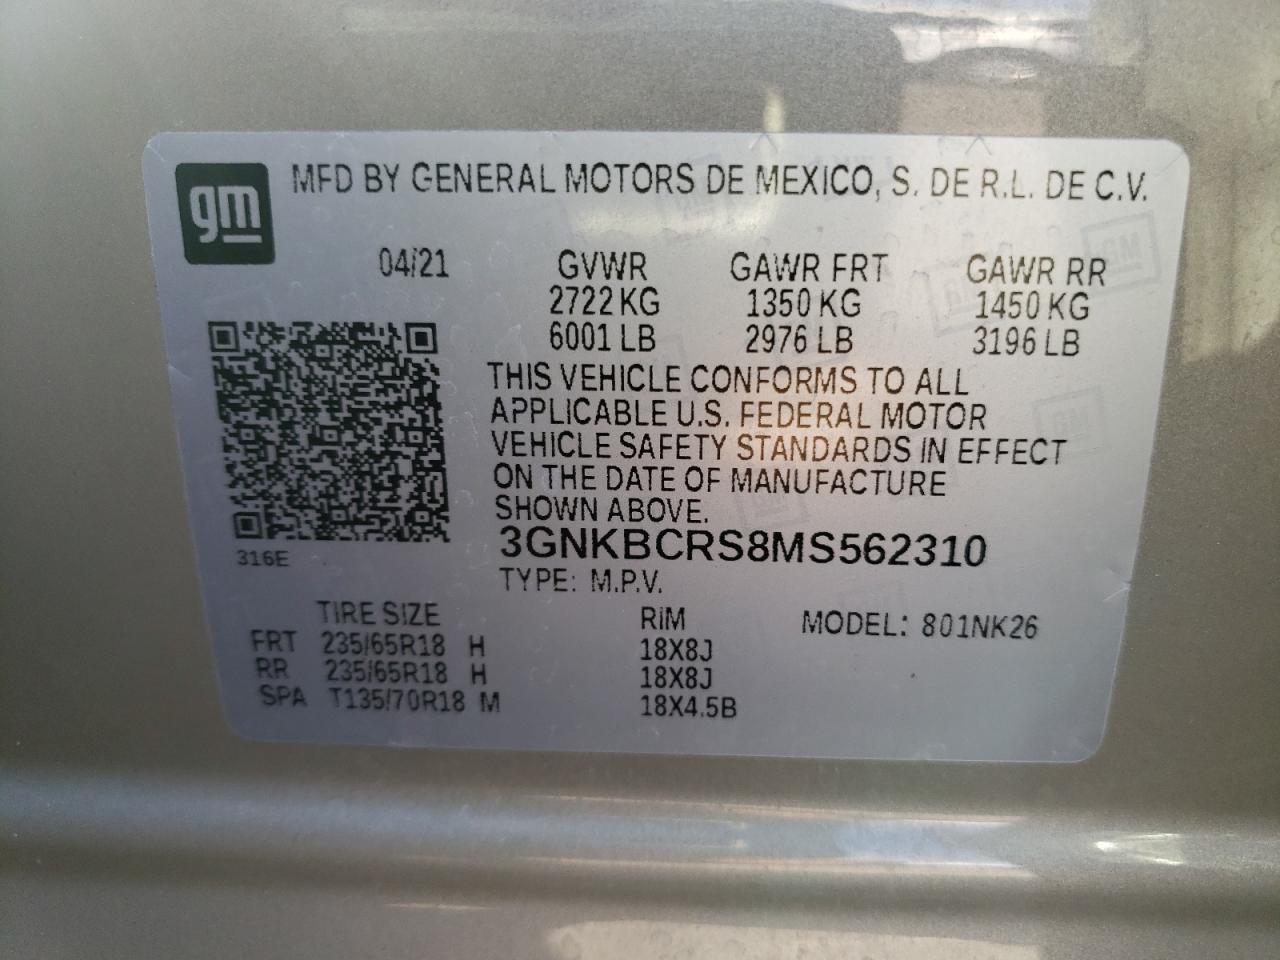 gm
MFD BY GENERAL MOTORS DE MEXICO, S. DE R.L. DE C.V.
04/21 GVWR GAWR FRT GAWR RR
2722 KG 1350 KG 1450 KG
6001 LB 2976 LB 3196 LB
THIS VEHICLE CONFORMS TO ALL
APPLICABLE U.S. FEDERAL MOTOR
VEHICLE SAFETY STANDARDS IN EFFECT
ON THE DATE OF MANUFACTURE
SHOWN ABOVE.
3GNKBCRS8MS562310
316E
TYPE: M.P.V.
TIRE SIZE RIM MODEL: 801NK26
FRT 235/65R18 H 18X8J
RR 235/65R18 H 18X8J
SPA T135/70R18 M 18X4.5B